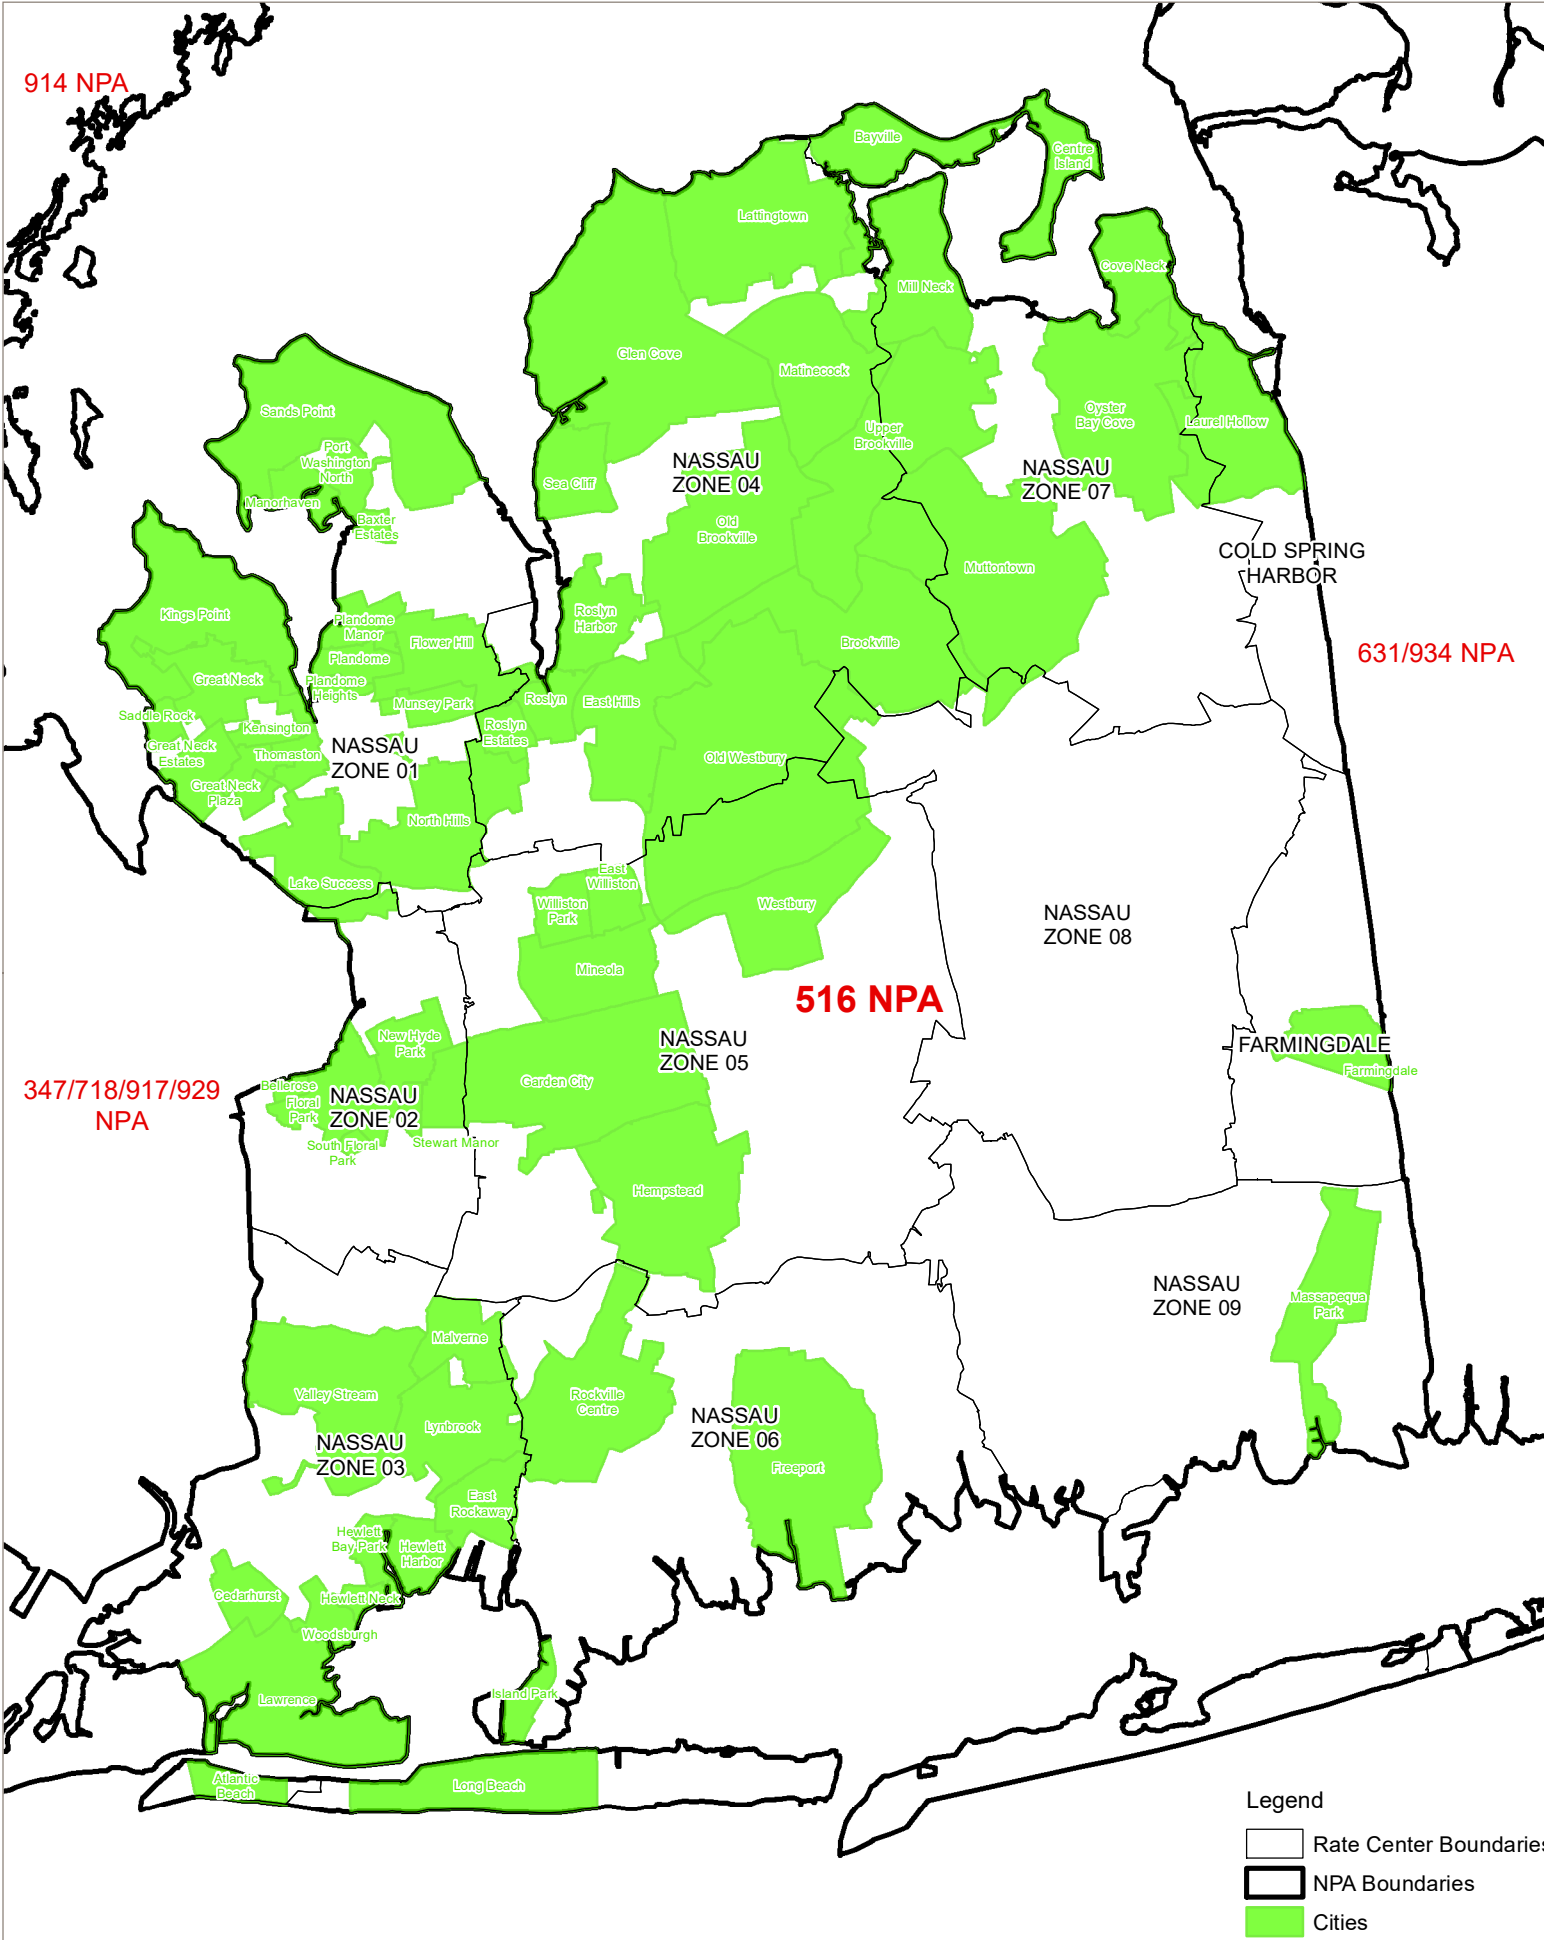 914 NPA
Bayville
Centre
Island
Lattingtown
Cove Neck
Mill Neck
Glen Cove
Matinecock
Sands Point
Oyster
Bay Cove
Laurel Hollow
Upper
Brookville
Port
Washington
North
NASSAU
ZONE 04
NASSAU
ZONE 07
Sea Cliff
Manorhaven
Baxter
Estates
Old
Brookville
COLD SPRING
HARBOR
Muttontown
Kings Point
Roslyn
Harbor
Plandome
Manor
Flower Hill
Brookville
631/934 NPA
Plandome
Great Neck
Plandome
Heights
Munsey Park
Roslyn
East Hills
Saddle Rock
Kensington
Roslyn
Estates
Great Neck
Estates
Thomaston
NASSAU
ZONE 01
Old Westbury
Great Neck
Plaza
North Hills
Lake Success
East
Williston
Williston
Park
Westbury
NASSAU
ZONE 08
Mineola
516 NPA
New Hyde
Park
NASSAU
ZONE 05
FARMINGDALE
Farmingdale
Garden City
347/718/917/929
NPA
Bellerose
Floral
Park
NASSAU
ZONE 02
South Floral
Park
Stewart Manor
Hempstead
NASSAU
ZONE 09
Massapequa
Park
Malverne
Valley Stream
Rockville
Centre
Lynbrook
NASSAU
ZONE 06
NASSAU
ZONE 03
Freeport
East
Rockaway
Hewlett
Bay Park
Hewlett
Harbor
Cedarhurst
Hewlett Neck
Woodsburgh
Lawrence
Island Park
Atlantic
Beach
Long Beach
Legend
Rate Center Boundaries
NPA Boundaries
Cities